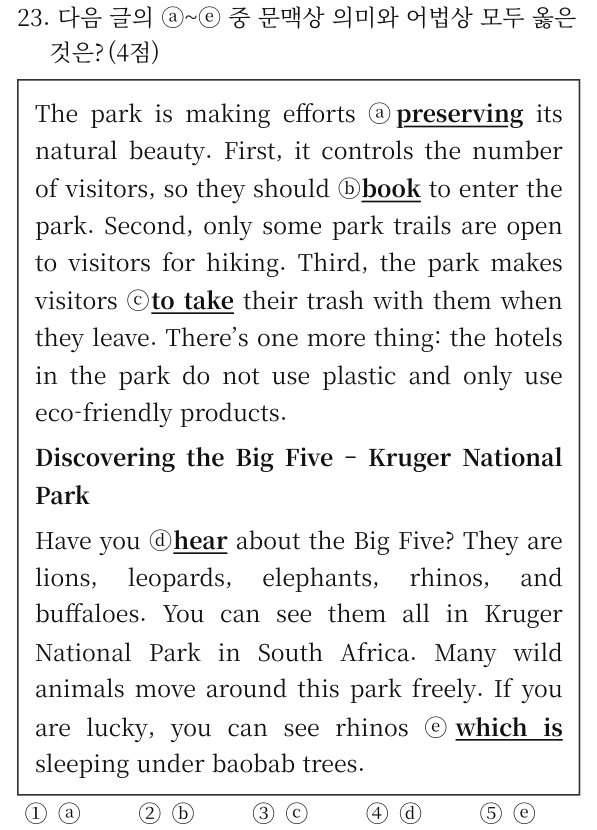 23. 다음 글의 ⓐ~ⓔ 중 문맥상 의미와 어법상 모두 옳은
것은? (4점)
The park is making efforts ⓐ preserving its
natural beauty. First, it controls the number
of visitors, so they should ⓑbook to enter the
park. Second, only some park trails are open
to visitors for hiking. Third, the park makes
visitors ⓒto take their trash with them when
they leave. There's one more thing: the hotels
in the park do not use plastic and only use
eco-friendly products.
Discovering the Big Five – Kruger National
Park
Have you ⓓhear about the Big Five? They are
lions, leopards, elephants, rhinos, and
buffaloes. You can see them all in Kruger
National Park in South Africa. Many wild
animals move around this park freely. If you
are lucky, you can see rhinos ⓔ which is
sleeping under baobab trees.
① ⓐ ② ⓑ ③ ⓒ ④ ⓓ ⑤ ⓔ